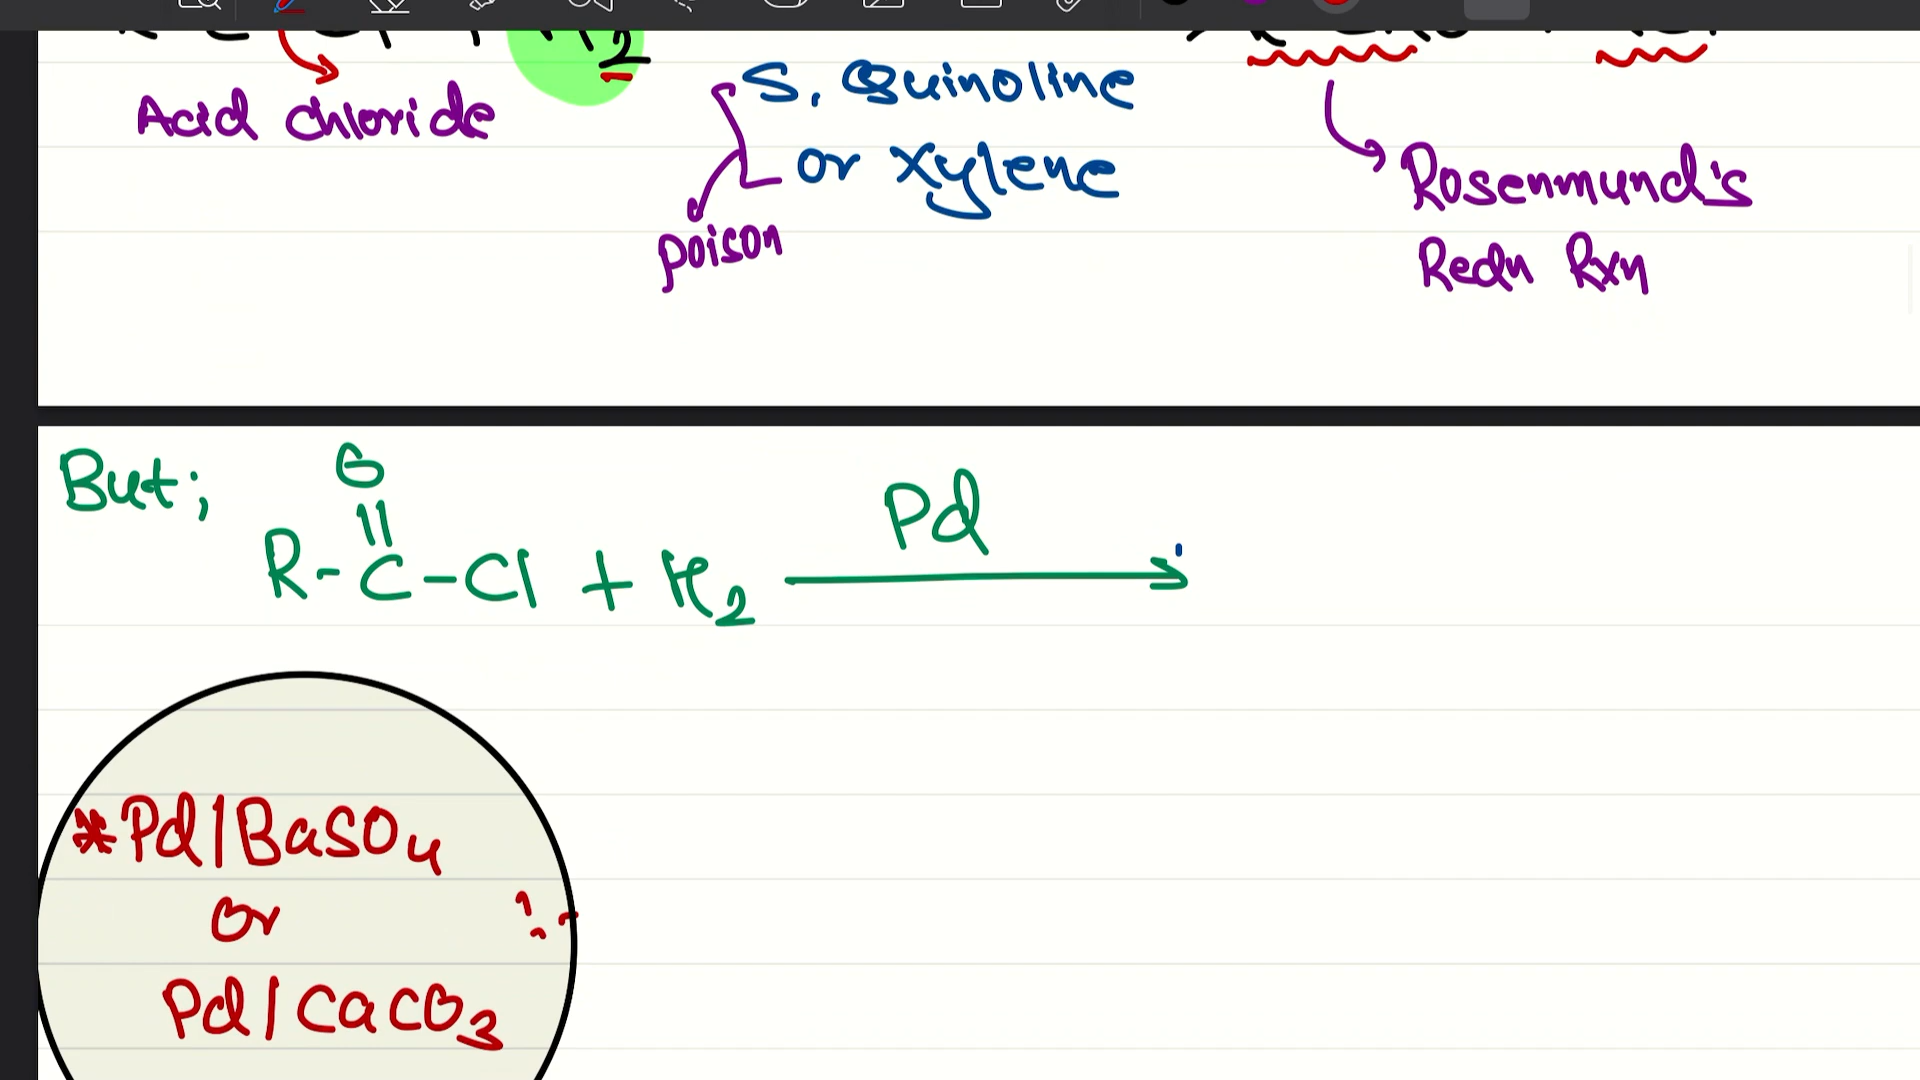 Acid chloride
S, Quinoline
or xylene
poison
Rosenmund's
Redn Rxn
But;
O
||
R-C-Cl + H2
Pd
*Pd|BaSO4
or
Pd|CaCO3